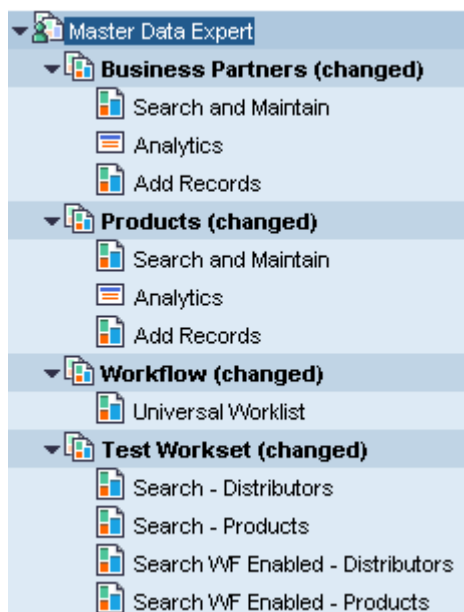 Master Data Expert
Business Partners (changed)
Search and Maintain
Analytics
Add Records
Products (changed)
Search and Maintain
Analytics
Add Records
Workflow (changed)
Universal Worklist
Test Workset (changed)
Search - Distributors
Search - Products
Search WF Enabled - Distributors
Search WF Enabled - Products